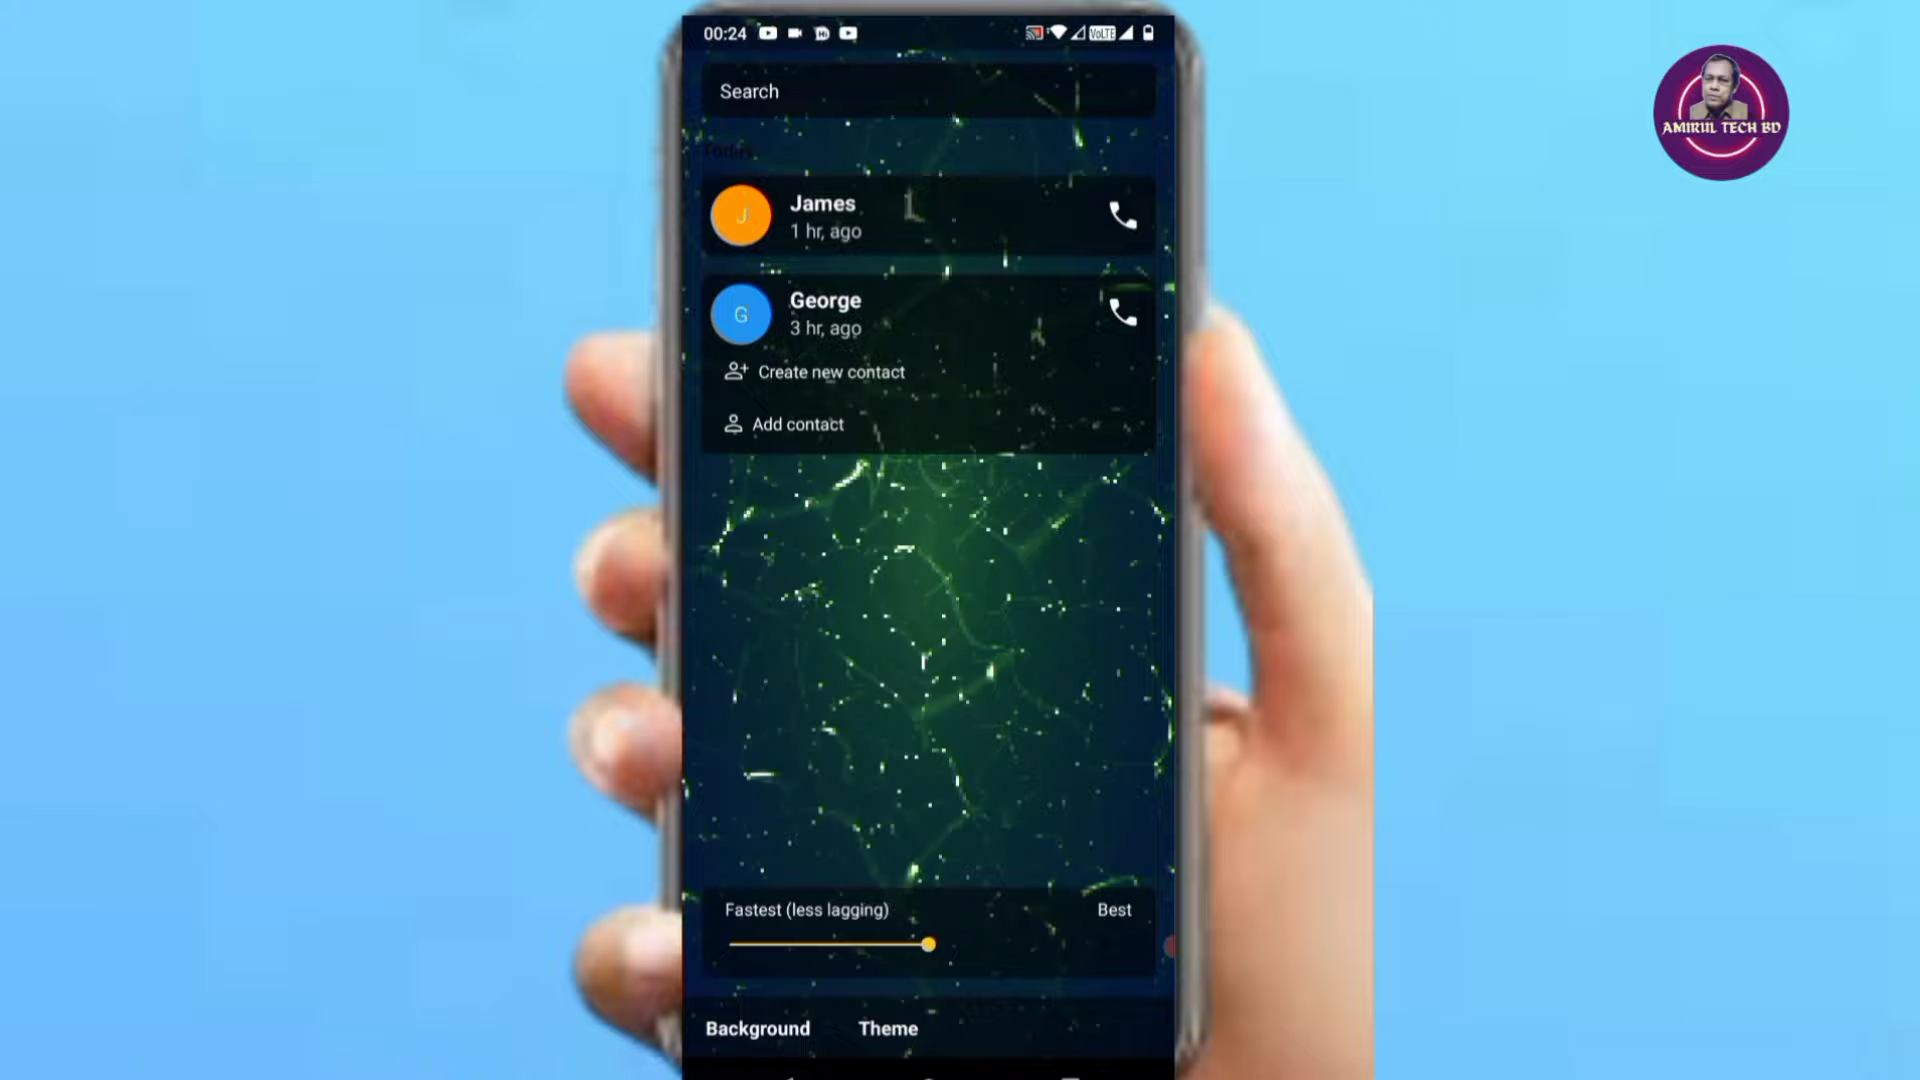 00:24
VoLTE
AMIRUL TECH BD
Search
Today
J
James
1 hr, ago
G
George
3 hr, ago
Create new contact
Add contact
Fastest (less lagging)
Best
Background
Theme